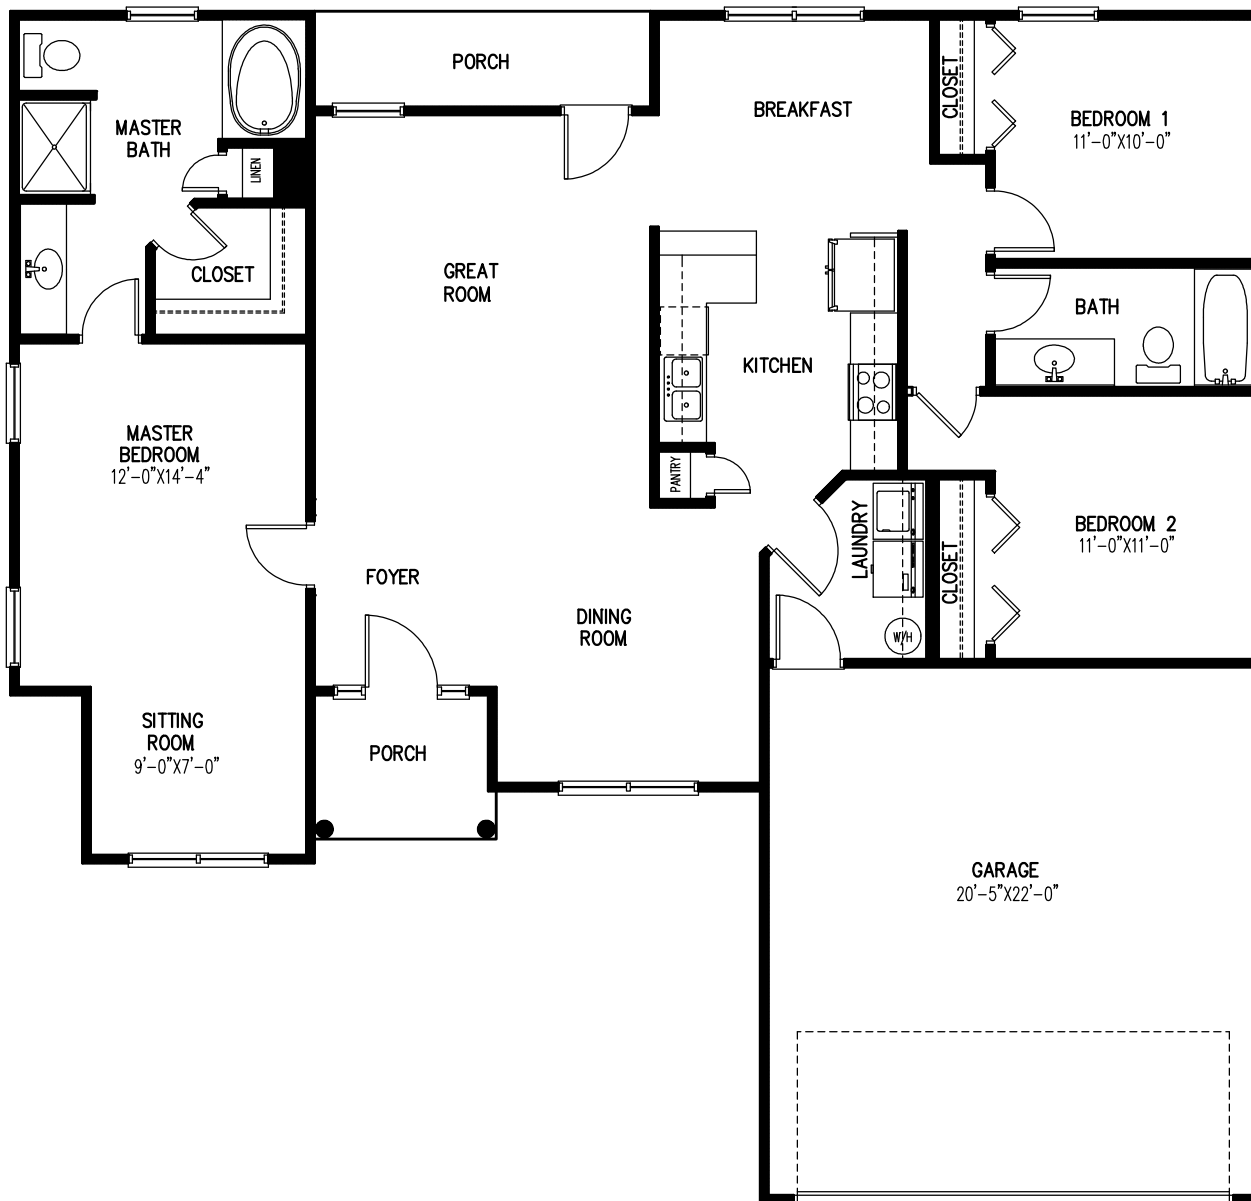 PORCH
BREAKFAST
CLOSET
BEDROOM 1
11'-0"X10'-0"
MASTER
BATH
LINEN
CLOSET
GREAT
ROOM
BATH
KITCHEN
MASTER
BEDROOM
12'-0"X14'-4"
PANTRY
LAUNDRY
CLOSET
BEDROOM 2
11'-0"X11'-0"
FOYER
DINING
ROOM
W/H
SITTING
ROOM
9'-0"X7'-0"
PORCH
GARAGE
20'-5"X22'-0"